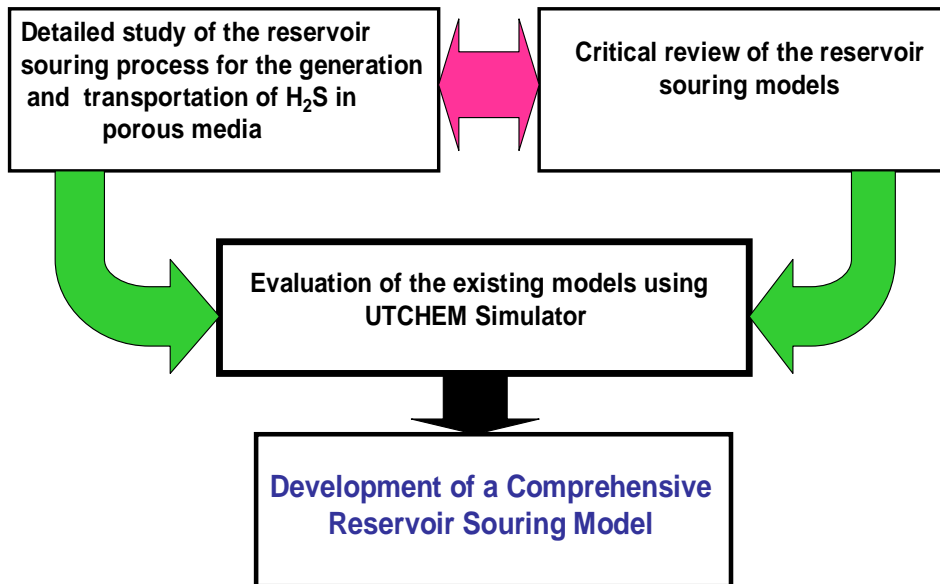 Detailed study of the reservoir
souring process for the generation
and transportation of H₂S in
porous media
Critical review of the reservoir
souring models
Evaluation of the existing models using
UTCHEM Simulator
Development of a Comprehensive
Reservoir Souring Model